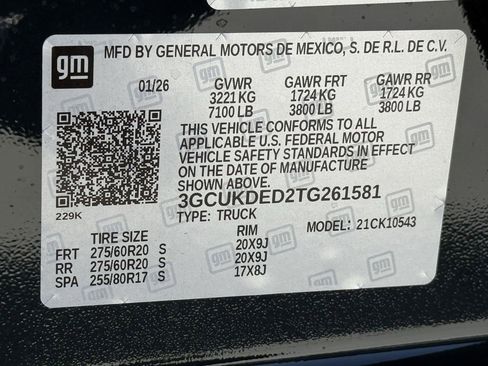 gm
MFD BY GENERAL MOTORS DE MEXICO, S. DE R.L. DE C.V.
01/26 GVWR GAWR FRT GAWR RR
3221 KG 1724 KG 1724 KG
7100 LB 3800 LB 3800 LB
THIS VEHICLE CONFORMS TO ALL
APPLICABLE U.S. FEDERAL MOTOR
VEHICLE SAFETY STANDARDS IN EFFECT
ON THE DATE OF MANUFACTURE
SHOWN ABOVE.
3GCUKDED2TG261581
229K
TYPE: TRUCK MODEL: 21CK10543
TIRE SIZE RIM
FRT 275/60R20 S 20X9J
RR 275/60R20 S 20X9J
SPA 255/80R17 S 17X8J